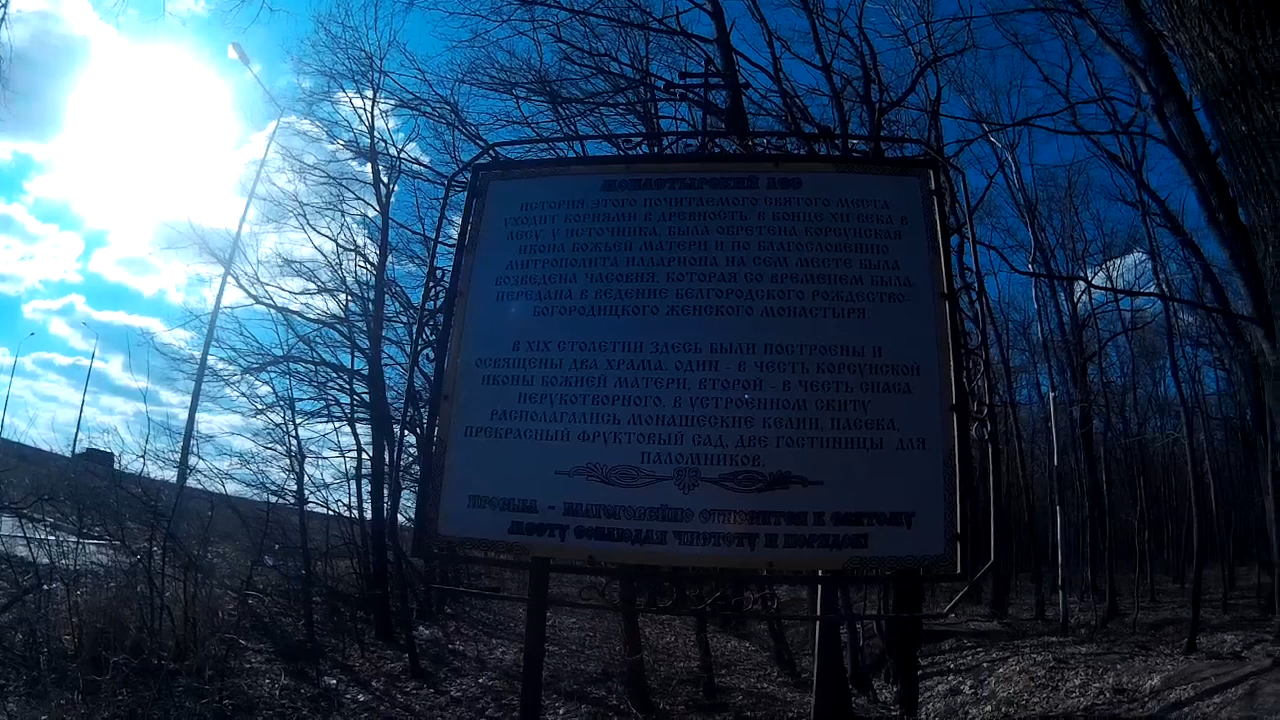 МОНАСТЫРСКИЙ ЛЕС
ИСТОРИЯ ЭТОГО ПОЧИТАЕМОГО СВЯТОГО МЕСТА
УХОДИТ КОРНЯМИ В ДРЕВНОСТЬ. В КОНЦЕ XII ВЕКА В
ЛЕСУ, У ИСТОЧНИКА, БЫЛА ОБРЕТЕНА КОРСУНСКАЯ
ИКОНА БОЖЬЕЙ МАТЕРИ И ПО БЛАГОСЛОВЕНИЮ
МИТРОПОЛИТА ИЛЛАРИОНА НА СЕМ МЕСТЕ БЫЛА
ВОЗВЕДЕНА ЧАСОВНЯ, КОТОРАЯ СО ВРЕМЕНЕМ БЫЛА
ПЕРЕДАНА В ВЕДЕНИЕ БЕЛГОРОДСКОГО РОЖДЕСТВО-
БОГОРОДИЦКОГО ЖЕНСКОГО МОНАСТЫРЯ.
В XIX СТОЛЕТИИ ЗДЕСЬ БЫЛИ ПОСТРОЕНЫ И
ОСВЯЩЕНЫ ДВА ХРАМА. ОДИН - В ЧЕСТЬ КОРСУНСКОЙ
ИКОНЫ БОЖИЕЙ МАТЕРИ, ВТОРОЙ - В ЧЕСТЬ СПАСА
НЕРУКОТВОРНОГО. В УСТРОЕННОМ СКИТУ
РАСПОЛАГАЛИСЬ МОНАШЕСКИЕ КЕЛИИ, ПАСЕКА,
ПРЕКРАСНЫЙ ФРУКТОВЫЙ САД, ДВЕ ГОСТИНИЦЫ ДЛЯ
ПАЛОМНИКОВ.
ПРОСЬБА - БЛАГОГОВЕЙНО ОТНЕСИТСЯ К СВЯТОМУ
МЕСТУ СОБЛЮДАЯ ЧИСТОТУ И ПОРЯДОК!